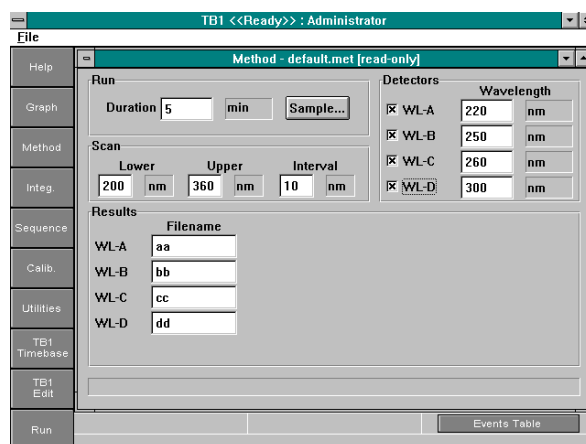 TB1 <<Ready>> : Administrator
File
Help
Graph
Method
Integ.
Sequence
Calib.
Utilities
TB1
Timebase
TB1
Edit
Run
Method - default.met [read-only]
Run
Duration 5 min Sample...
Scan
Lower Upper Interval
200 nm 360 nm 10 nm
Detectors
Wavelength
WL-A 220 nm
WL-B 250 nm
WL-C 260 nm
WL-D 300 nm
Results
Filename
WL-A aa
WL-B bb
WL-C cc
WL-D dd
Events Table